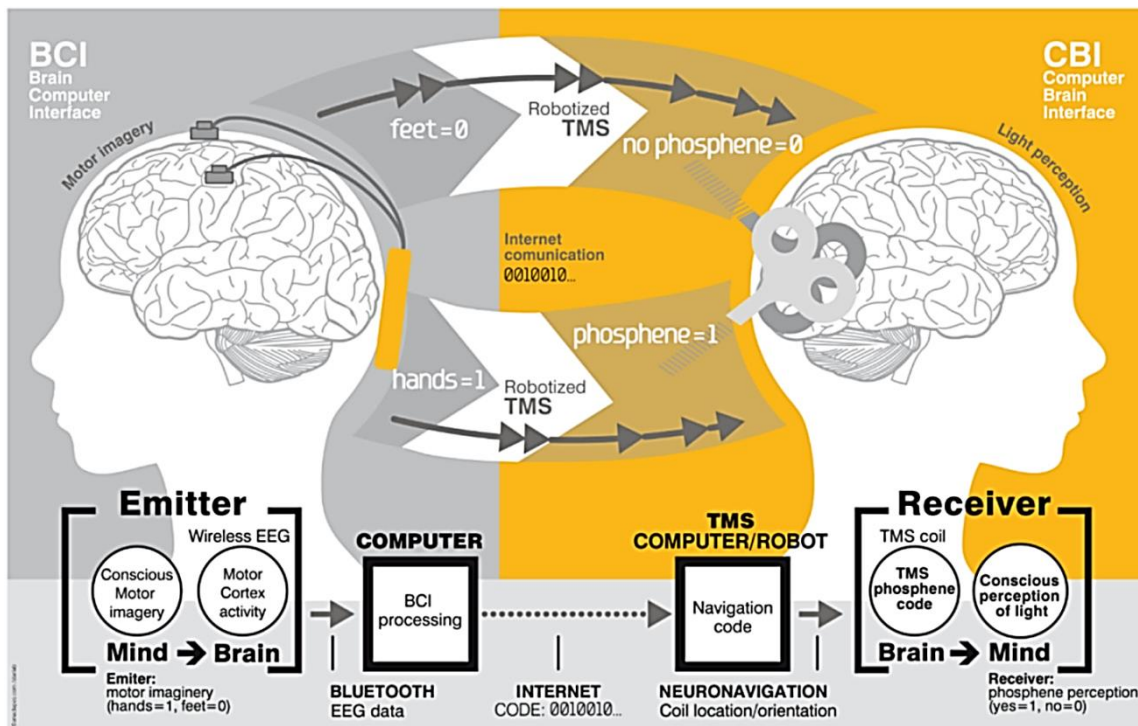 BCI
Brain
Computer
Interface
Motor imagery
feet=0
Robotized
TMS
no phosphene=0
CBI
Computer
Brain
Interface
Light perception
Internet
comunication
0010010...
phosphene=1
hands=1
Robotized
TMS
Emitter
Wireless EEG
Conscious
Motor
imagery
Motor
Cortex
activity
Mind
Brain
Emiter:
motor imaginery
(hands=1, feet=0)
COMPUTER
BCI
processing
BLUETOOTH
EEG data
INTERNET
CODE: 0010010...
TMS
COMPUTER/ROBOT
Navigation
code
NEURONAVIGATION
Coil location/orientation
Receiver
TMS coil
TMS
phosphene
code
Conscious
perception
of light
Brain
Mind
Receiver:
phosphene perception
(yes=1, no=0)